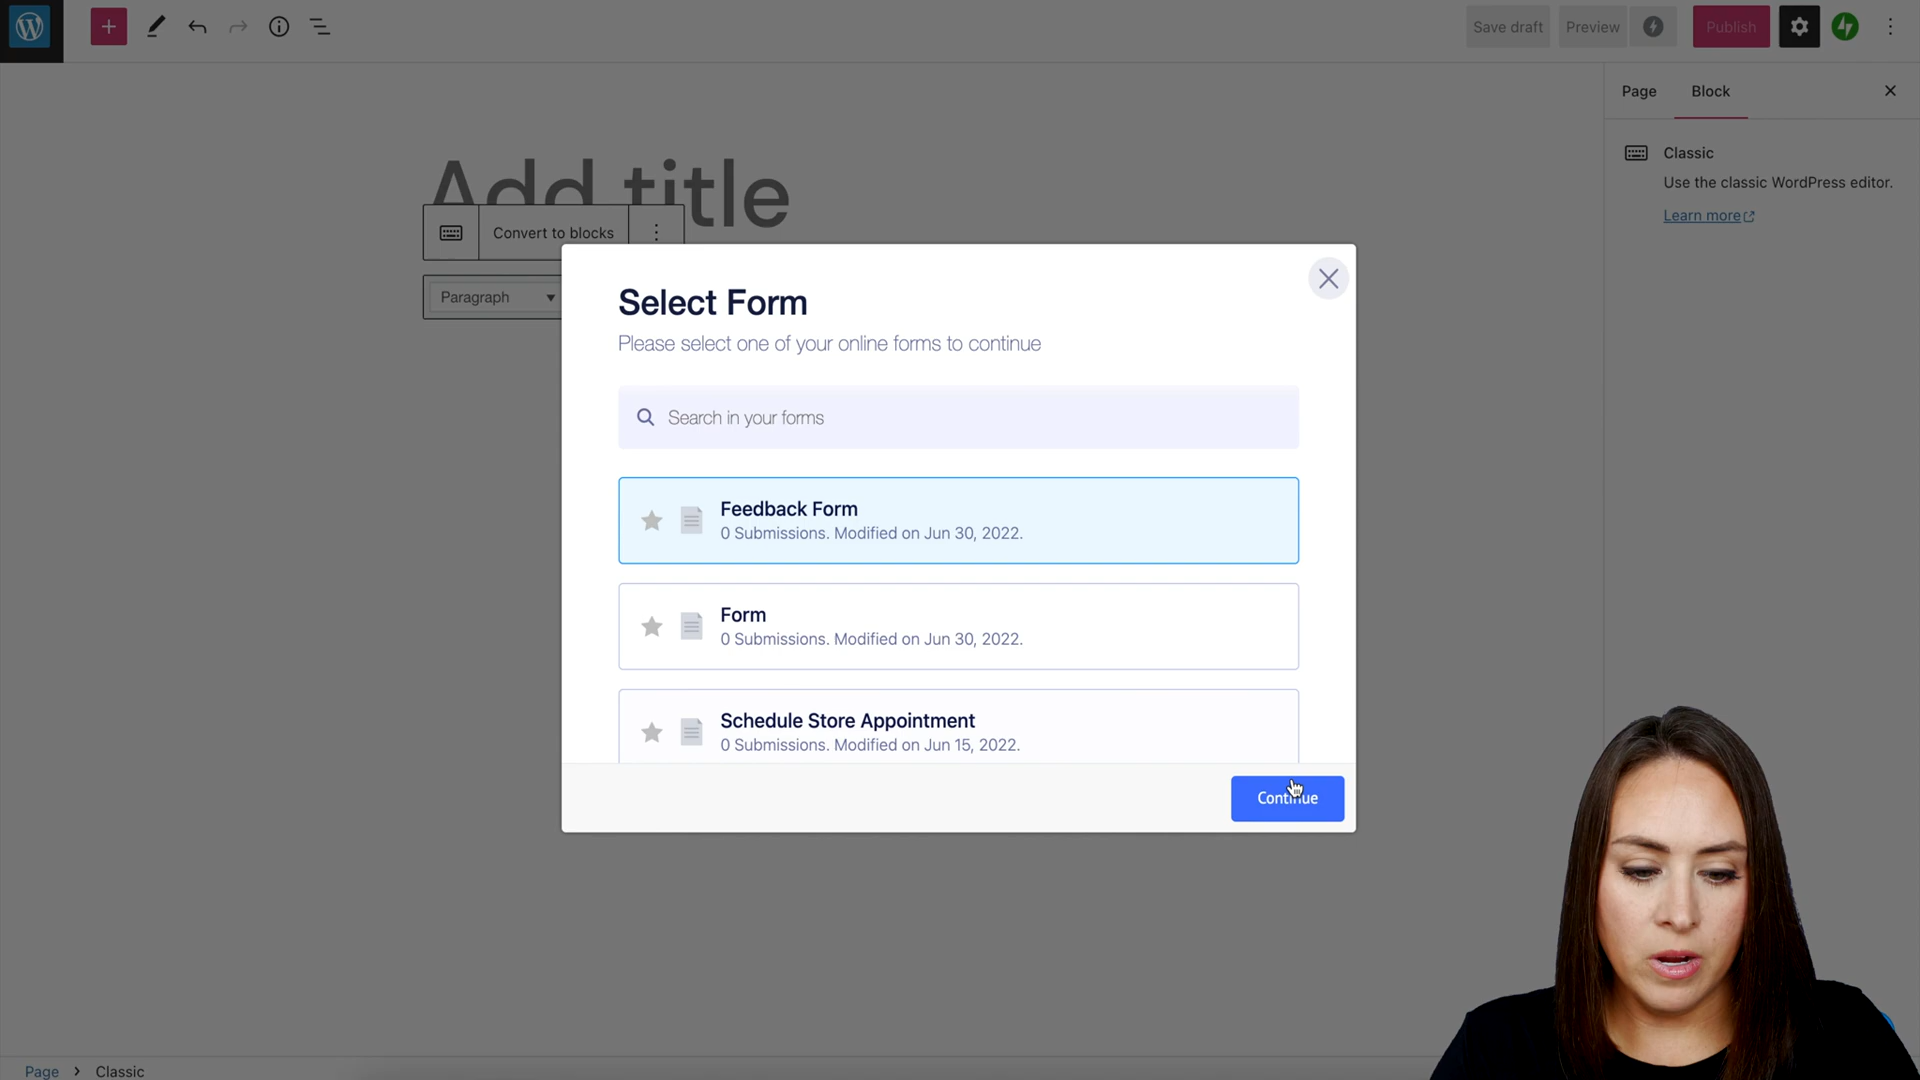 Save draft
Preview
Publish
Page
Block
Add title
Classic
Use the classic WordPress editor.
Learn more
Convert to blocks
Paragraph
Select Form
Please select one of your online forms to continue
Search in your forms
Feedback Form
0 Submissions. Modified on Jun 30, 2022.
Form
0 Submissions. Modified on Jun 30, 2022.
Schedule Store Appointment
0 Submissions. Modified on Jun 15, 2022.
Continue
Page > Classic